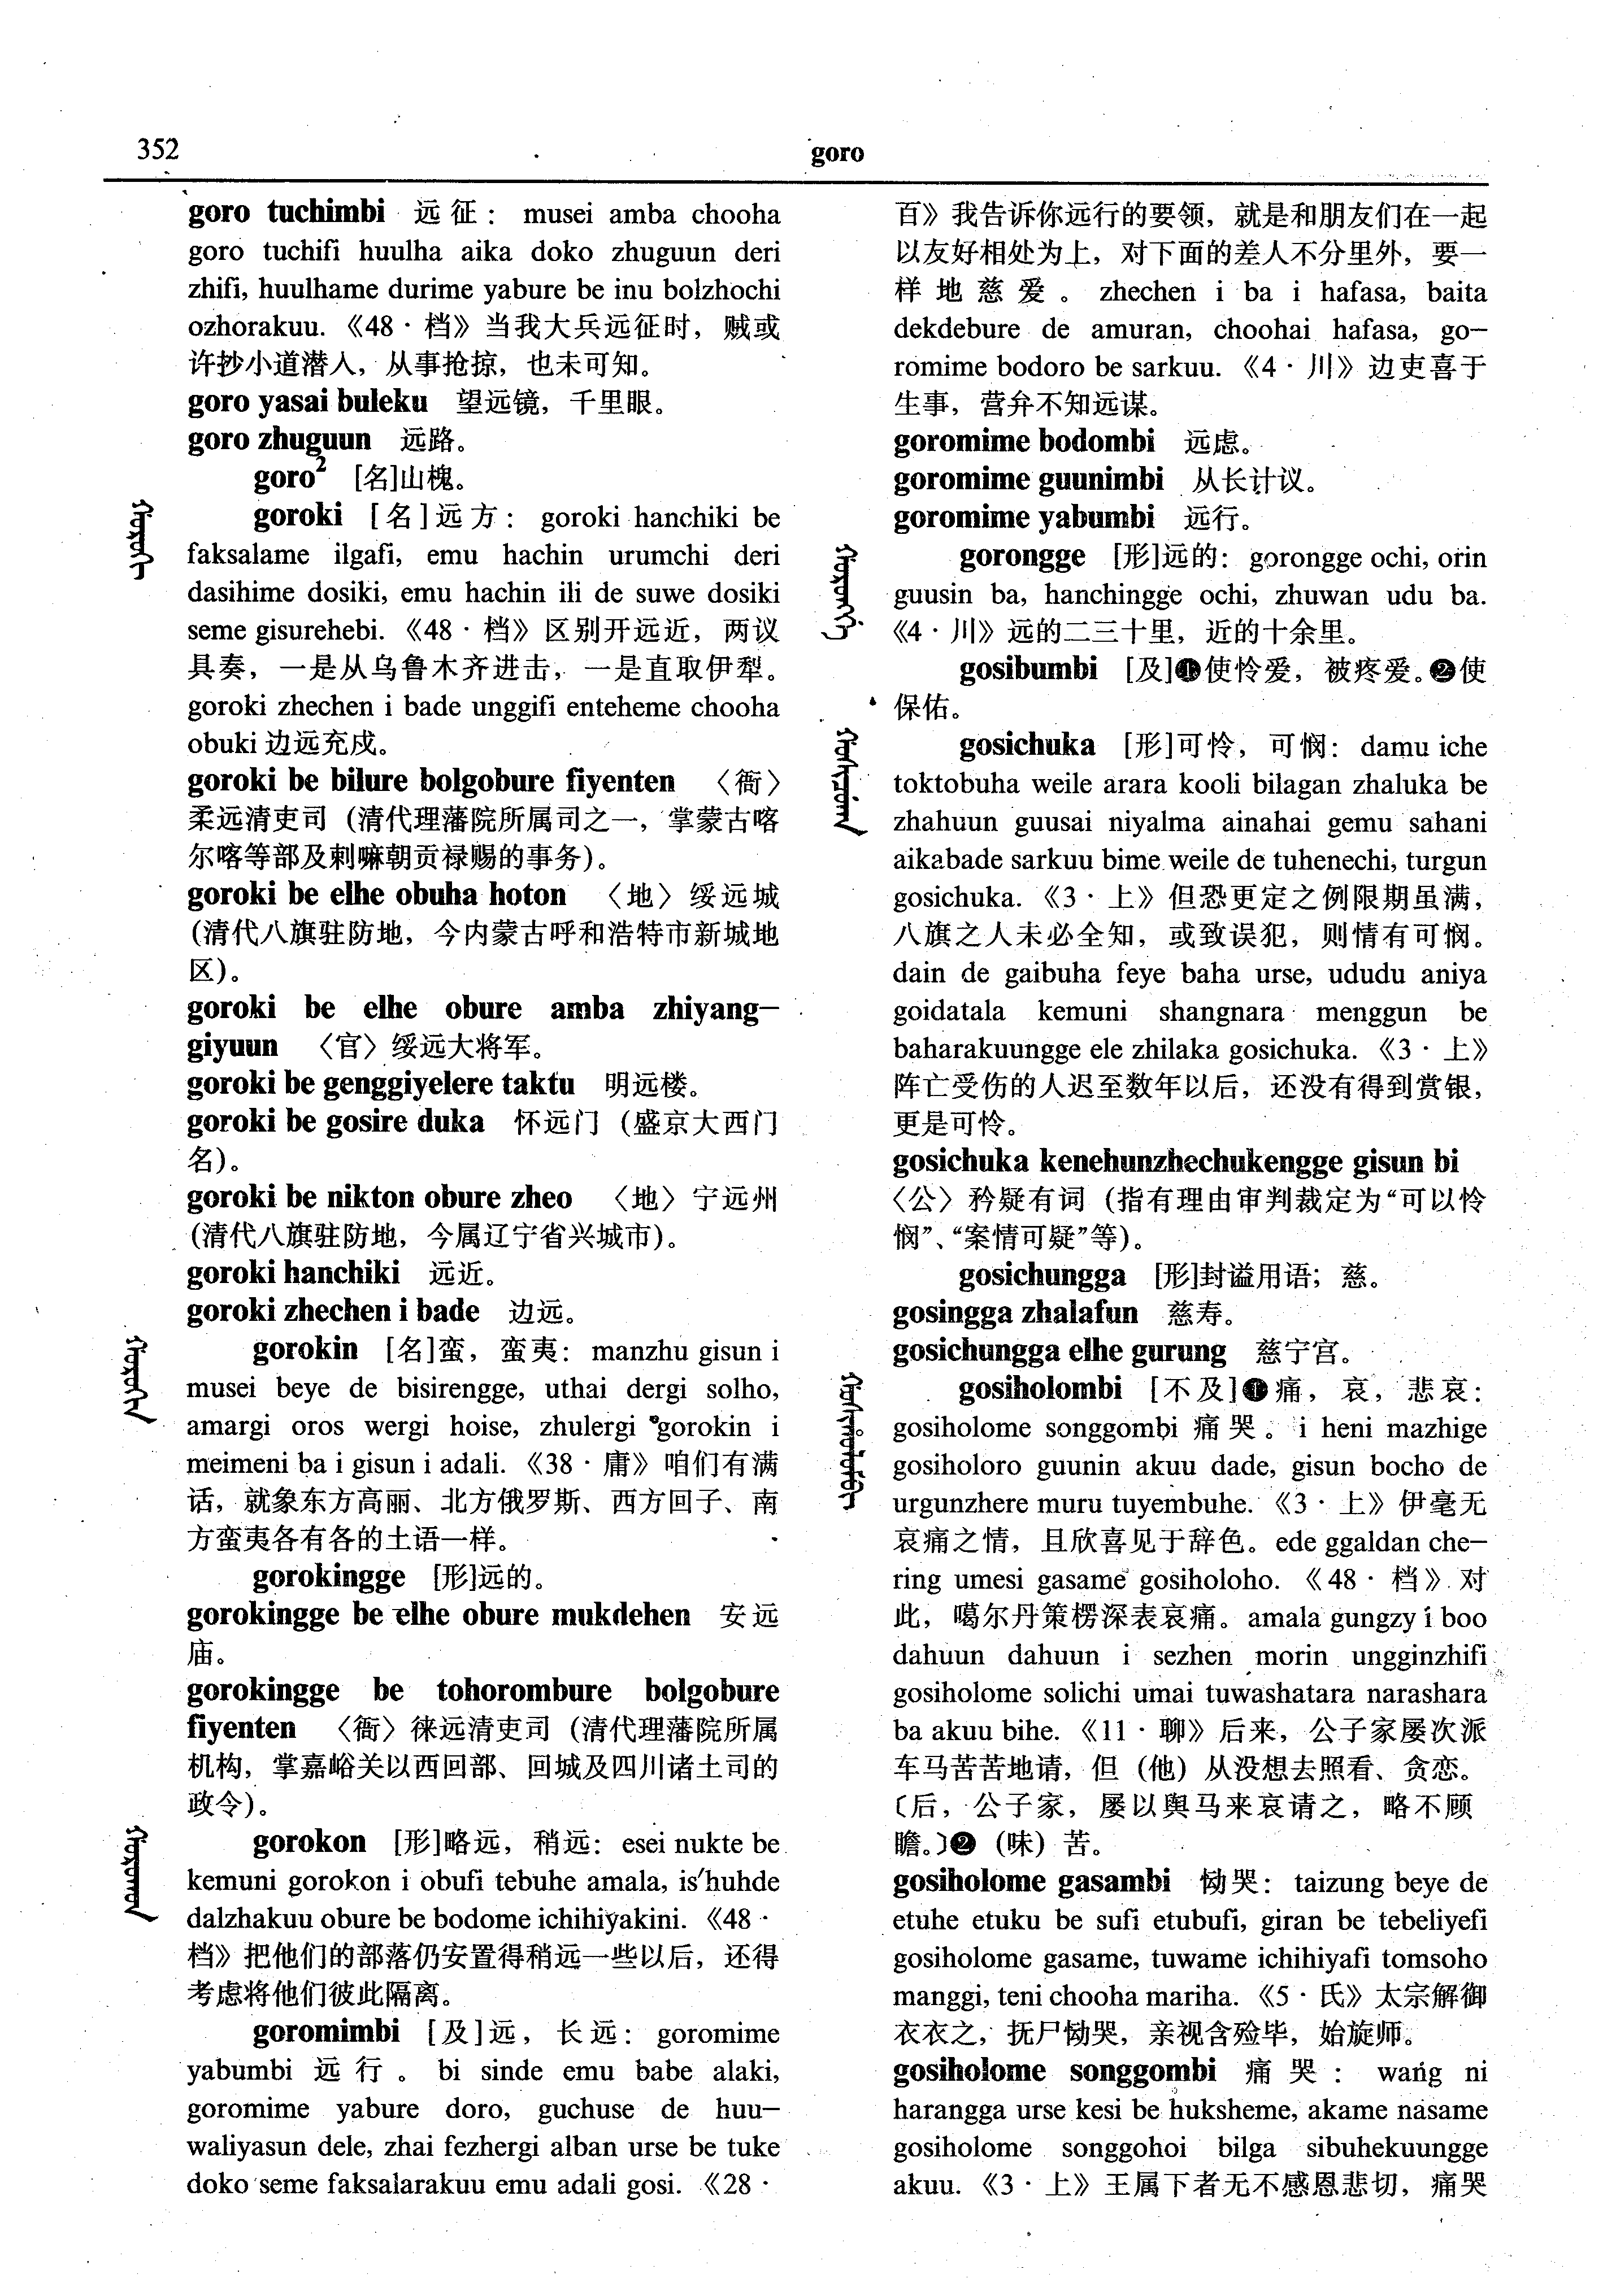 352
goro
goro tuchimbi 远征：musei amba chooha
goro tuchifi huulha aika doko zhuguun deri
zhifi, huulhame durime yabure be inu bolzhochi
ozhorakuu.《48·档》当我大兵远征时，贼或
许抄小道潜人，从事抢掠，也未可知。
goro yasai buleku 望远镜，千里眼。
goro zhuguun 远路。
goro² [名]山槐。
goroki [名]远方：goroki hanchiki be
faksalame ilgafi, emu hachin urumchi deri
dasihime dosiki, emu hachin ili de suwe dosiki
seme gisurehebi.《48·档》区别开远近，两议
具奏，一是从乌鲁木齐进击，一是直取伊犁。
goroki zhechen i bade unggifi enteheme chooha
obuki 边远充戍。
goroki be bilure bolgobure fiyenten 〈衙〉
柔远清吏司（清代理藩院所属司之一，掌蒙古喀
尔喀等部及剌嘛朝贡禄赐的事务）。
goroki be elhe obuha hoton 〈地〉绥远城
（清代八旗驻防地，今内蒙古呼和浩特市新城地
区）。
goroki be elhe obure amba zhiyang-
giyuun 〈官〉绥远大将军。
goroki be genggiyelere taktu 明远楼。
goroki be gosire duka 怀远门（盛京大西门
名）。
goroki be nikton obure zheo 〈地〉宁远州
（清代八旗驻防地，今属辽宁省兴城市）。
goroki hanchiki 远近。
goroki zhechen i bade 边远。
gorokin [名]蛮，蛮夷：manzhu gisun i
musei beye de bisirengge, uthai dergi solho,
amargi oros wergi hoise, zhulergi gorokin i
meimeni ba i gisun i adali.《38·庸》咱们有满
话，就象东方高丽、北方俄罗斯、西方回子、南
方蛮夷各有各的土语一样。
gorokingge [形]远的。
gorokingge be elhe obure mukdehen 安远
庙。
gorokingge be tohorombure bolgobure
fiyenten 〈衙〉徕远清吏司（清代理藩院所属
机构，掌嘉峪关以西回部、回城及四川诸土司的
政令）。
gorokon [形]略远，稍远：esei nukte be
kemuni gorokon i obufi tebuhe amala, is'huhde
dalzhakuu obure be bodome ichihiyakini.《48·
档》把他们的部落仍安置得稍远一些以后，还得
考虑将他们彼此隔离。
goromimbi [及]远，长远：goromime
yabumbi 远行。bi sinde emu babe alaki,
goromime yabure doro, guchuse de huu-
waliyasun dele, zhai fezhergi alban urse be tuke
doko seme faksalarakuu emu adali gosi.《28·
百》我告诉你远行的要领，就是和朋友们在一起
以友好相处为上，对下面的差人不分里外，要一
样地慈爱。zhechen i ba i hafasa, baita
dekdebure de amuran, choohai hafasa, go-
romime bodoro be sarkuu.《4·川》边吏喜于
生事，营弁不知远谋。
goromime bodombi 远虑。
goromime guunimbi 从长计议。
goromime yabumbi 远行。
gorongge [形]远的：gorongge ochi, orin
guusin ba, hanchingge ochi, zhuwan udu ba.
《4·川》远的二三十里，近的十余里。
gosibumbi [及]❶使怜爱，被疼爱。❷使
保佑。
gosichuka [形]可怜，可悯：damu iche
toktobuha weile arara kooli bilagan zhaluka be
zhahuun guusai niyalma ainahai gemu sahani
aikabade sarkuu bime weile de tuhenechi, turgun
gosichuka.《3·上》但恐更定之例限期虽满，
八旗之人未必全知，或致误犯，则情有可悯。
dain de gaibuha feye baha urse, ududu aniya
goidatala kemuni shangnara menggun be
baharakuungge ele zhilaka gosichuka.《3·上》
阵亡受伤的人迟至数年以后，还没有得到赏银，
更是可怜。
gosichuka kenehunzhechukengge gisun bi
〈公〉矜疑有词（指有理由审判裁定为“可以怜
悯”、“案情可疑”等）。
gosichungga [形]封谥用语；慈。
gosingga zhalafun 慈寿。
gosichungga elhe gurung 慈宁宫。
gosiholombi [不及]❶痛，哀，悲哀：
gosiholome songgombi 痛哭。i heni mazhige
gosiholoro guunin akuu dade, gisun bocho de
urgunzhere muru tuyembuhe.《3·上》伊毫无
哀痛之情，且欣喜见于辞色。ede ggaldan che-
ring umesi gasame gosiholoho.《48·档》对
此，噶尔丹策楞深表哀痛。amala gungzy i boo
dahuun dahuun i sezhen morin ungginzhifi
gosiholome solichi umai tuwashatara narashara
ba akuu bihe.《11·聊》后来，公子家屡次派
车马苦苦地请，但（他）从没想去照看、贪恋。
〔后，公子家，屡以舆马来哀请之，略不顾
瞻。〕❷（味）苦。
gosiholome gasambi 恸哭：taizung beye de
etuhe etuku be sufi etubufi, giran be tebeliyefi
gosiholome gasame, tuwame ichihiyafi tomsoho
manggi, teni chooha mariha.《5·氏》太宗解御
衣衣之，抚尸恸哭，亲视含殓毕，始旋师。
gosiholome songgombi 痛哭：wang ni
harangga urse kesi be huksheme, akame nasame
gosiholome songgohoi bilga sibuhekuungge
akuu.《3·上》王属下者无不感恩悲切，痛哭